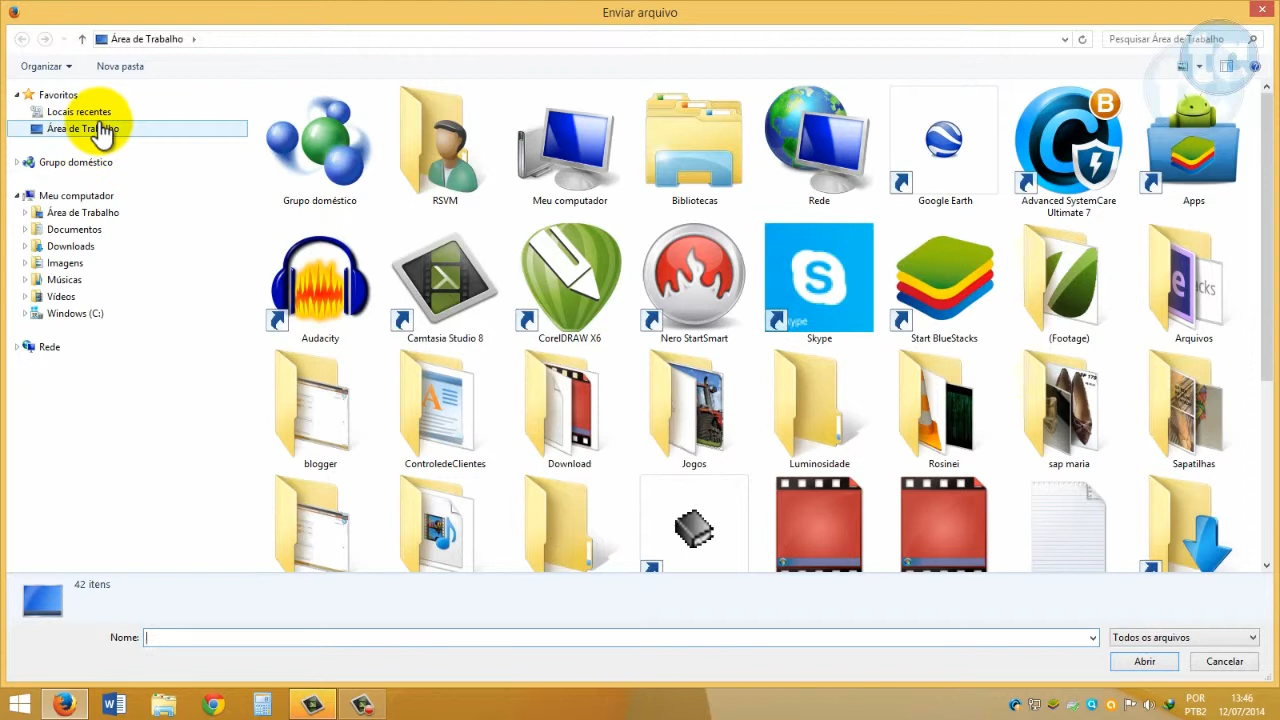 Enviar arquivo
Área de Trabalho
Pesquisar Área de Trabalho
Organizar
Nova pasta
Favoritos
Locais recentes
Área de Trabalho
Grupo doméstico
Meu computador
Área de Trabalho
Documentos
Downloads
Imagens
Músicas
Vídeos
Windows (C:)
Rede
Grupo doméstico
RSVM
Meu computador
Bibliotecas
Rede
Google Earth
Advanced SystemCare
Ultimate 7
Apps
Audacity
Camtasia Studio 8
CorelDRAW X6
Nero StartSmart
Skype
Start BlueStacks
(Footage)
Arquivos
blogger
ControledeClientes
Download
Jogos
Luminosidade
Rosinei
sap maria
Sapatilhas
42 itens
Nome:
Todos os arquivos
Abrir
Cancelar
POR
PTB2
13:46
12/07/2014